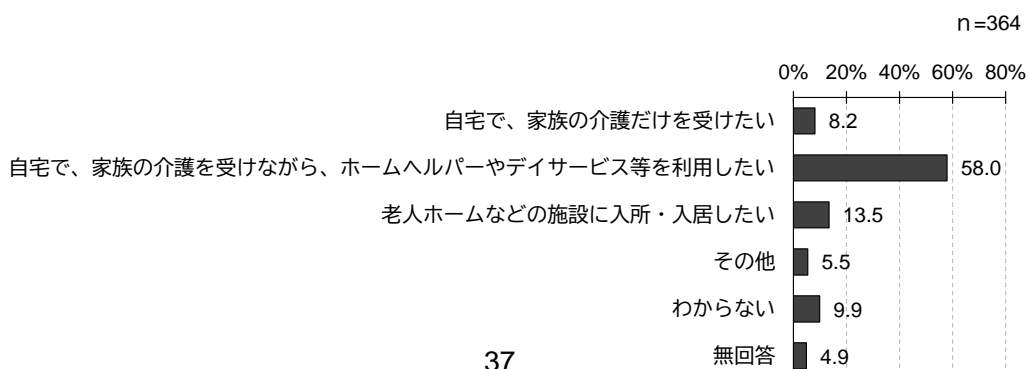 n=364
0% 20% 40% 60% 80%
自宅で、家族の介護だけを受けたい 8.2
自宅で、家族の介護を受けながら、ホームヘルパーやデイサービス等を利用したい 58.0
老人ホームなどの施設に入所・入居したい 13.5
その他 5.5
わからない 9.9
無回答 4.9
37